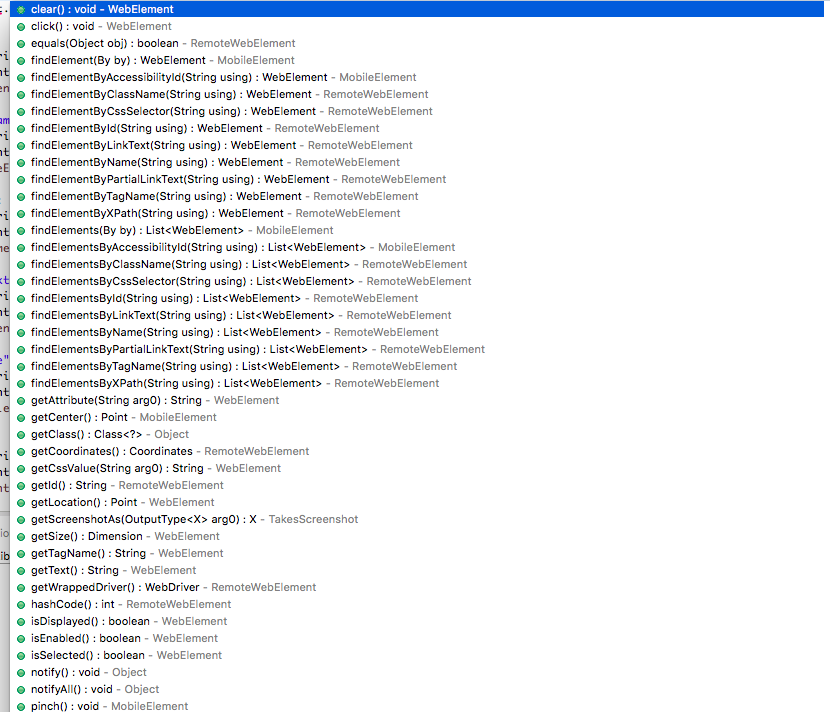 clear() : void - WebElement
click() : void - WebElement
equals(Object obj) : boolean - RemoteWebElement
findElement(By by) : WebElement - MobileElement
findElementByAccessibilityId(String using) : WebElement - MobileElement
findElementByClassName(String using) : WebElement - RemoteWebElement
findElementByCssSelector(String using) : WebElement - RemoteWebElement
findElementById(String using) : WebElement - RemoteWebElement
findElementByLinkText(String using) : WebElement - RemoteWebElement
findElementByName(String using) : WebElement - RemoteWebElement
findElementByPartialLinkText(String using) : WebElement - RemoteWebElement
findElementByTagName(String using) : WebElement - RemoteWebElement
findElementByXPath(String using) : WebElement - RemoteWebElement
findElements(By by) : List<WebElement> - MobileElement
findElementsByAccessibilityId(String using) : List<WebElement> - MobileElement
findElementsByClassName(String using) : List<WebElement> - RemoteWebElement
findElementsByCssSelector(String using) : List<WebElement> - RemoteWebElement
findElementsById(String using) : List<WebElement> - RemoteWebElement
findElementsByLinkText(String using) : List<WebElement> - RemoteWebElement
findElementsByName(String using) : List<WebElement> - RemoteWebElement
findElementsByPartialLinkText(String using) : List<WebElement> - RemoteWebElement
findElementsByTagName(String using) : List<WebElement> - RemoteWebElement
findElementsByXPath(String using) : List<WebElement> - RemoteWebElement
getAttribute(String arg0) : String - WebElement
getCenter() : Point - MobileElement
getClass() : Class<?> - Object
getCoordinates() : Coordinates - RemoteWebElement
getCssValue(String arg0) : String - WebElement
getId() : String - RemoteWebElement
getLocation() : Point - WebElement
getScreenshotAs(OutputType<X> arg0) : X - TakesScreenshot
getSize() : Dimension - WebElement
getTagName() : String - WebElement
getText() : String - WebElement
getWrappedDriver() : WebDriver - RemoteWebElement
hashCode() : int - RemoteWebElement
isDisplayed() : boolean - WebElement
isEnabled() : boolean - WebElement
isSelected() : boolean - WebElement
notify() : void - Object
notifyAll() : void - Object
pinch() : void - MobileElement